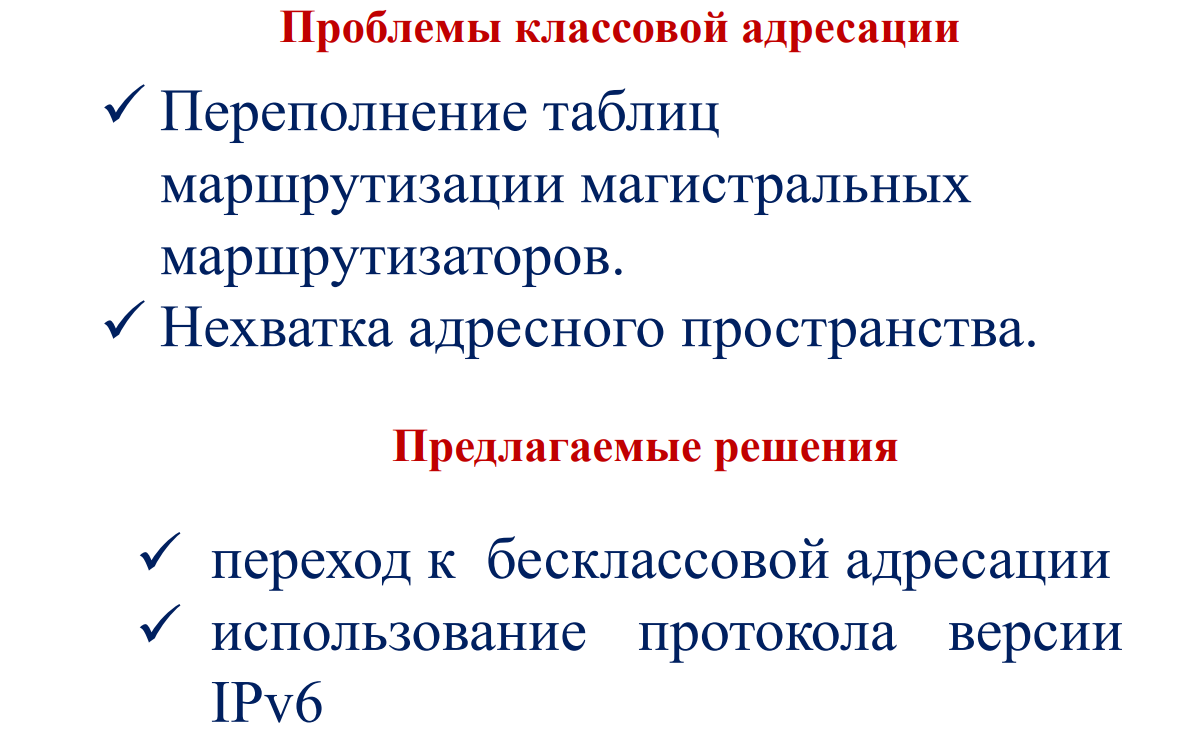 Проблемы классовой адресации
✓ Переполнение таблиц
маршрутизации магистральных
маршрутизаторов.
✓ Нехватка адресного пространства.
Предлагаемые решения
✓ переход к бесклассовой адресации
✓ использование протокола версии
IPv6